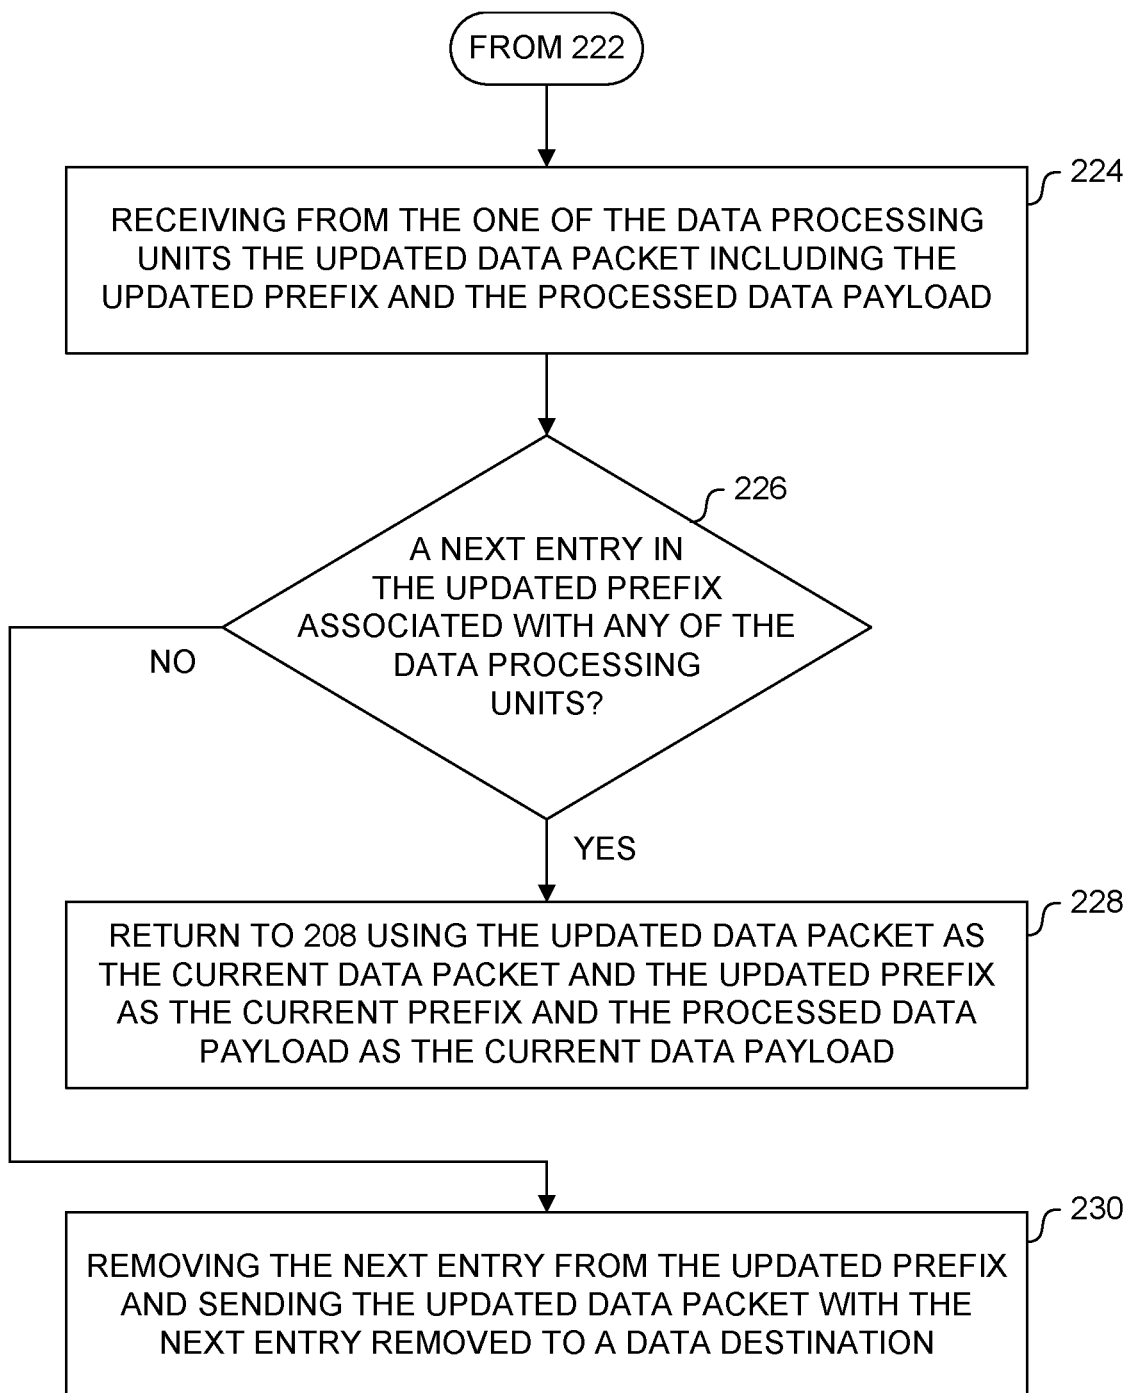 FROM 222
224
RECEIVING FROM THE ONE OF THE DATA PROCESSING
UNITS THE UPDATED DATA PACKET INCLUDING THE
UPDATED PREFIX AND THE PROCESSED DATA PAYLOAD
226
A NEXT ENTRY IN
THE UPDATED PREFIX
ASSOCIATED WITH ANY OF THE
DATA PROCESSING
UNITS?
NO
YES
228
RETURN TO 208 USING THE UPDATED DATA PACKET AS
THE CURRENT DATA PACKET AND THE UPDATED PREFIX
AS THE CURRENT PREFIX AND THE PROCESSED DATA
PAYLOAD AS THE CURRENT DATA PAYLOAD
230
REMOVING THE NEXT ENTRY FROM THE UPDATED PREFIX
AND SENDING THE UPDATED DATA PACKET WITH THE
NEXT ENTRY REMOVED TO A DATA DESTINATION